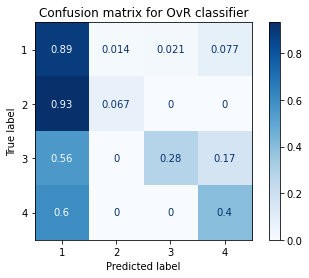 Confusion matrix for OvR classifier
1 0.89 0.014 0.021 0.077
2 0.93 0.067 0 0
3 0.56 0 0.28 0.17
4 0.6 0 0 0.4
1 2 3 4
Predicted label
True label
0.8
0.6
0.4
0.2
0.0